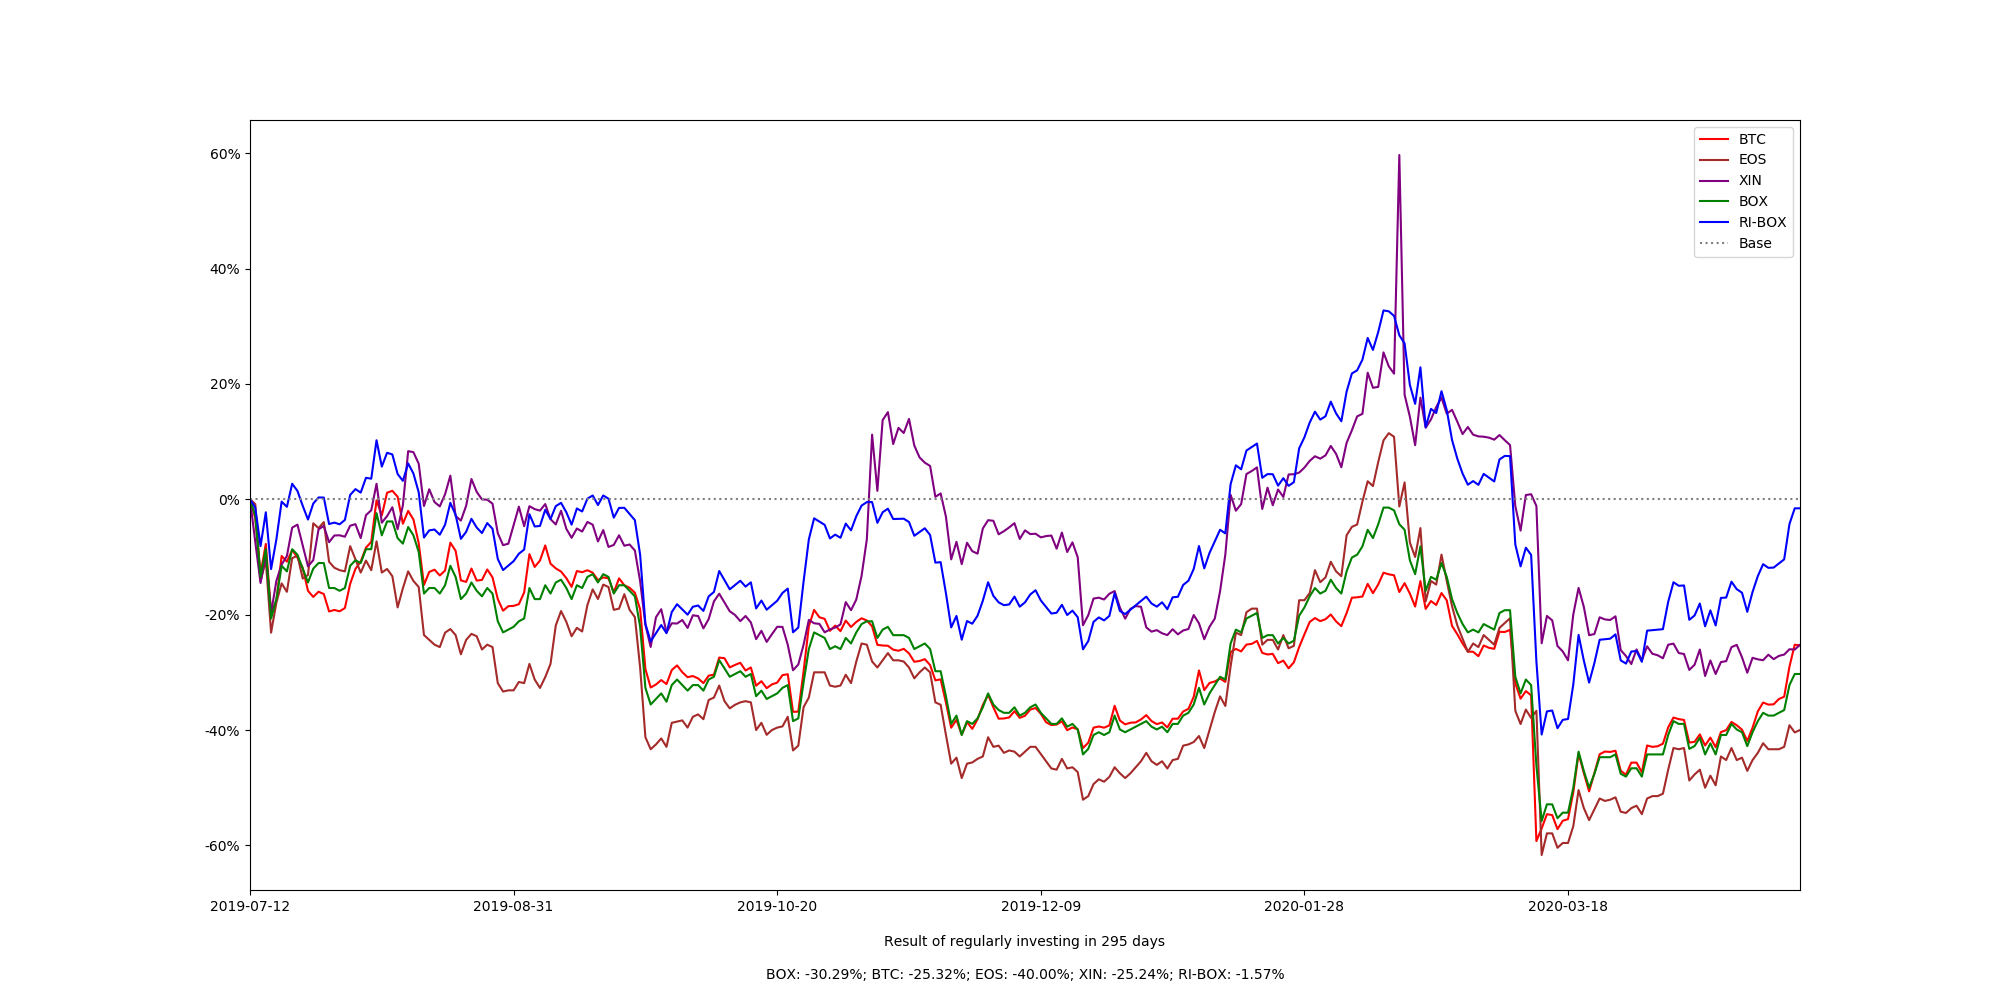 60%
40%
20%
0%
-20%
-40%
-60%
BTC
EOS
XIN
BOX
RI-BOX
Base
2019-07-12 2019-08-31 2019-10-20 2019-12-09 2020-01-28 2020-03-18
Result of regularly investing in 295 days
BOX: -30.29%; BTC: -25.32%; EOS: -40.00%; XIN: -25.24%; RI-BOX: -1.57%